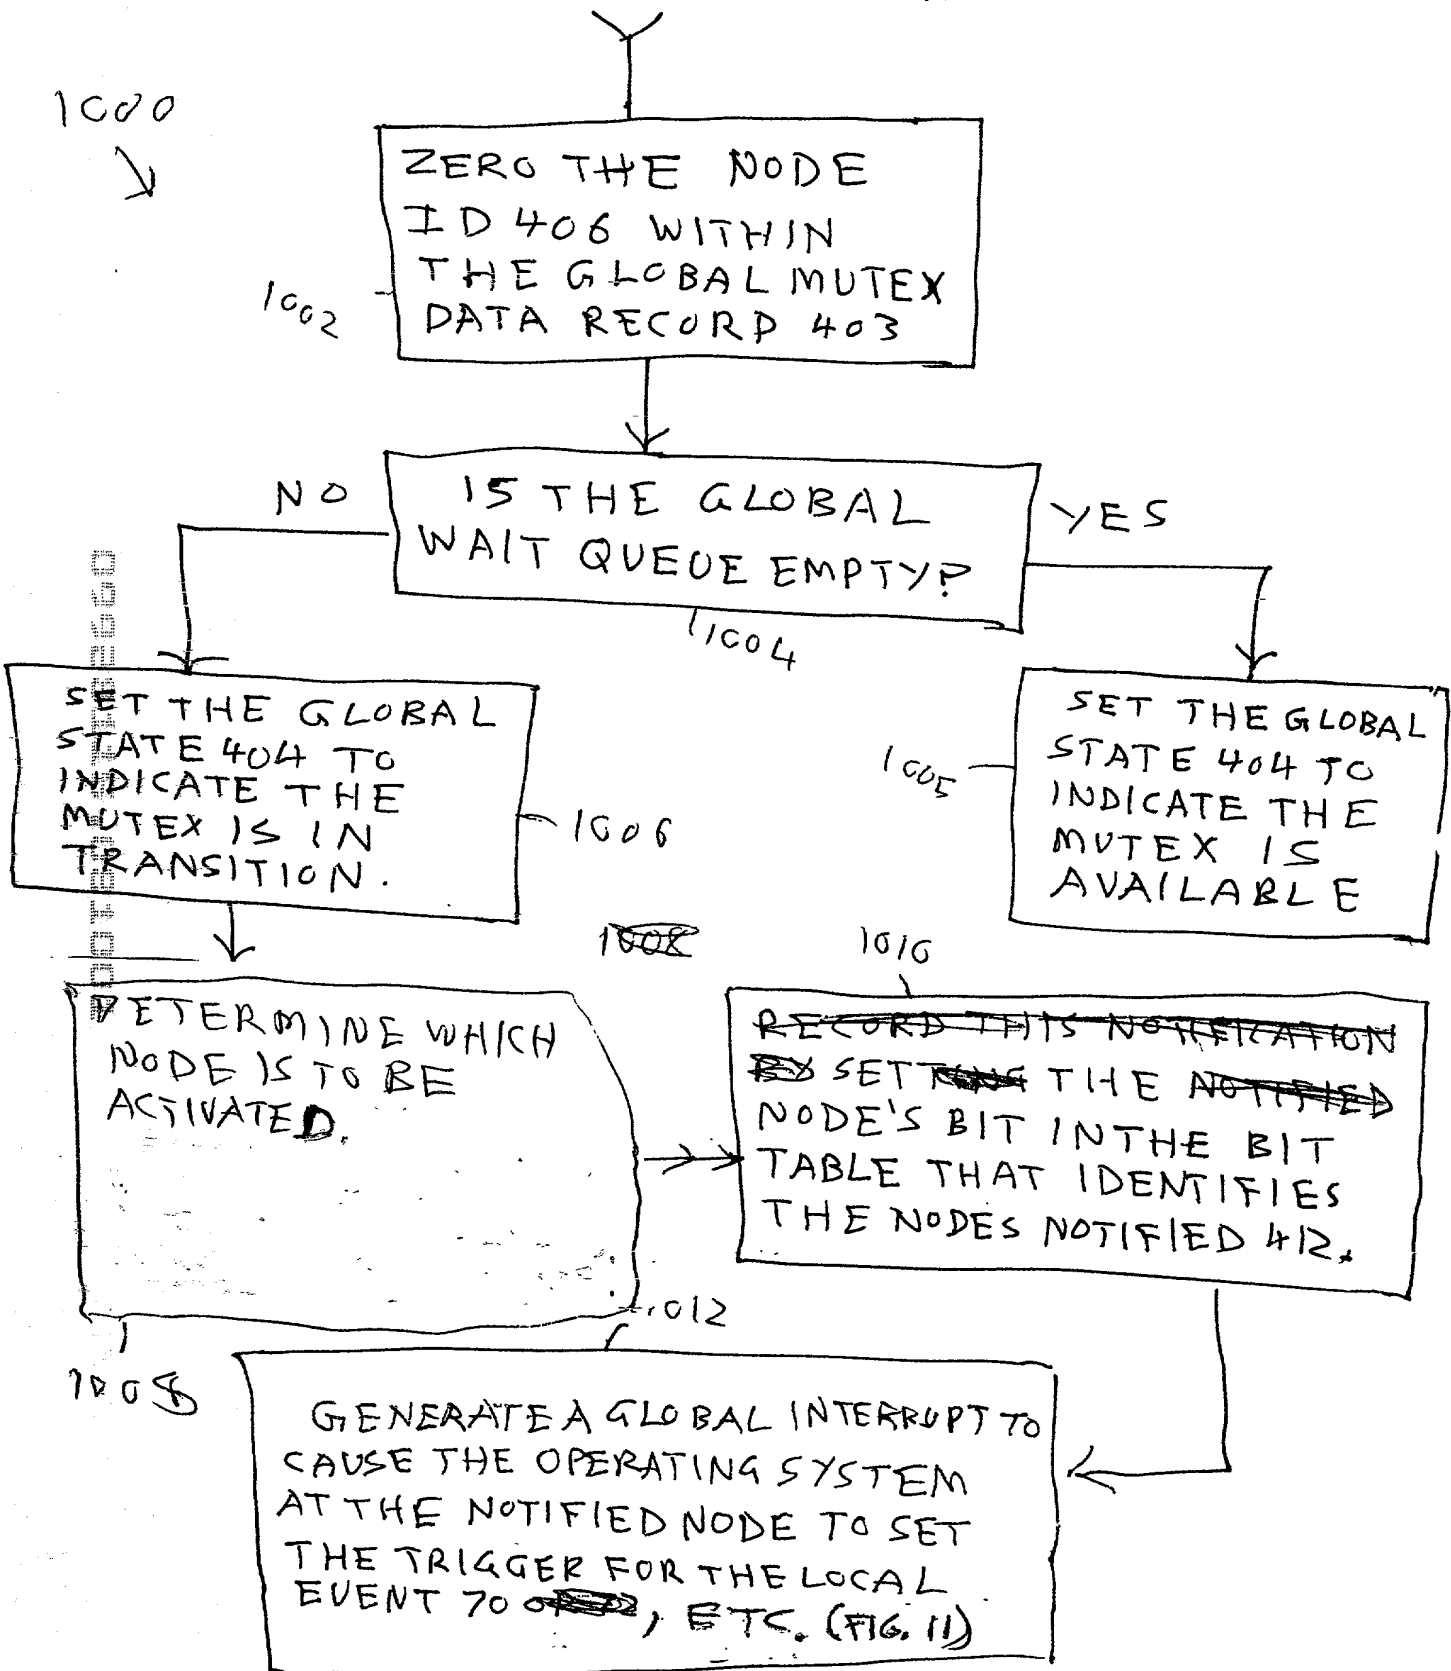 1000
ZERO THE NODE
ID 406 WITHIN
THE GLOBAL MUTEX
DATA RECORD 403
1002
NO
IS THE GLOBAL
WAIT QUEUE EMPTY?
YES
1004
SET THE GLOBAL
STATE 404 TO
INDICATE THE
MUTEX IS IN
TRANSITION.
1006
SET THE GLOBAL
STATE 404 TO
INDICATE THE
MUTEX IS
AVAILABLE
1005
1008
DETERMINE WHICH
NODE IS TO BE
ACTIVATED.
1008
1010
RECORD THIS NOTIFICATION
BY SETTING THE NOTIFIED
NODE'S BIT IN THE BIT
TABLE THAT IDENTIFIES
THE NODES NOTIFIED 412.
1012
GENERATE A GLOBAL INTERRUPT TO
CAUSE THE OPERATING SYSTEM
AT THE NOTIFIED NODE TO SET
THE TRIGGER FOR THE LOCAL
EVENT 70 , ETC. (FIG. 11)